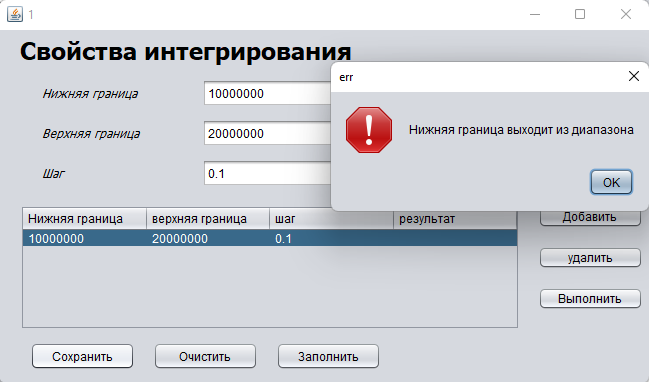 1
Свойства интегрирования
err
Нижняя граница
10000000
Нижняя граница выходит из диапазона
Верхняя граница
20000000
Шаг
0.1
OK
Нижняя граница верхняя граница шаг результат
Добавить
10000000 20000000 0.1
удалить
Выполнить
Сохранить Очистить Заполнить